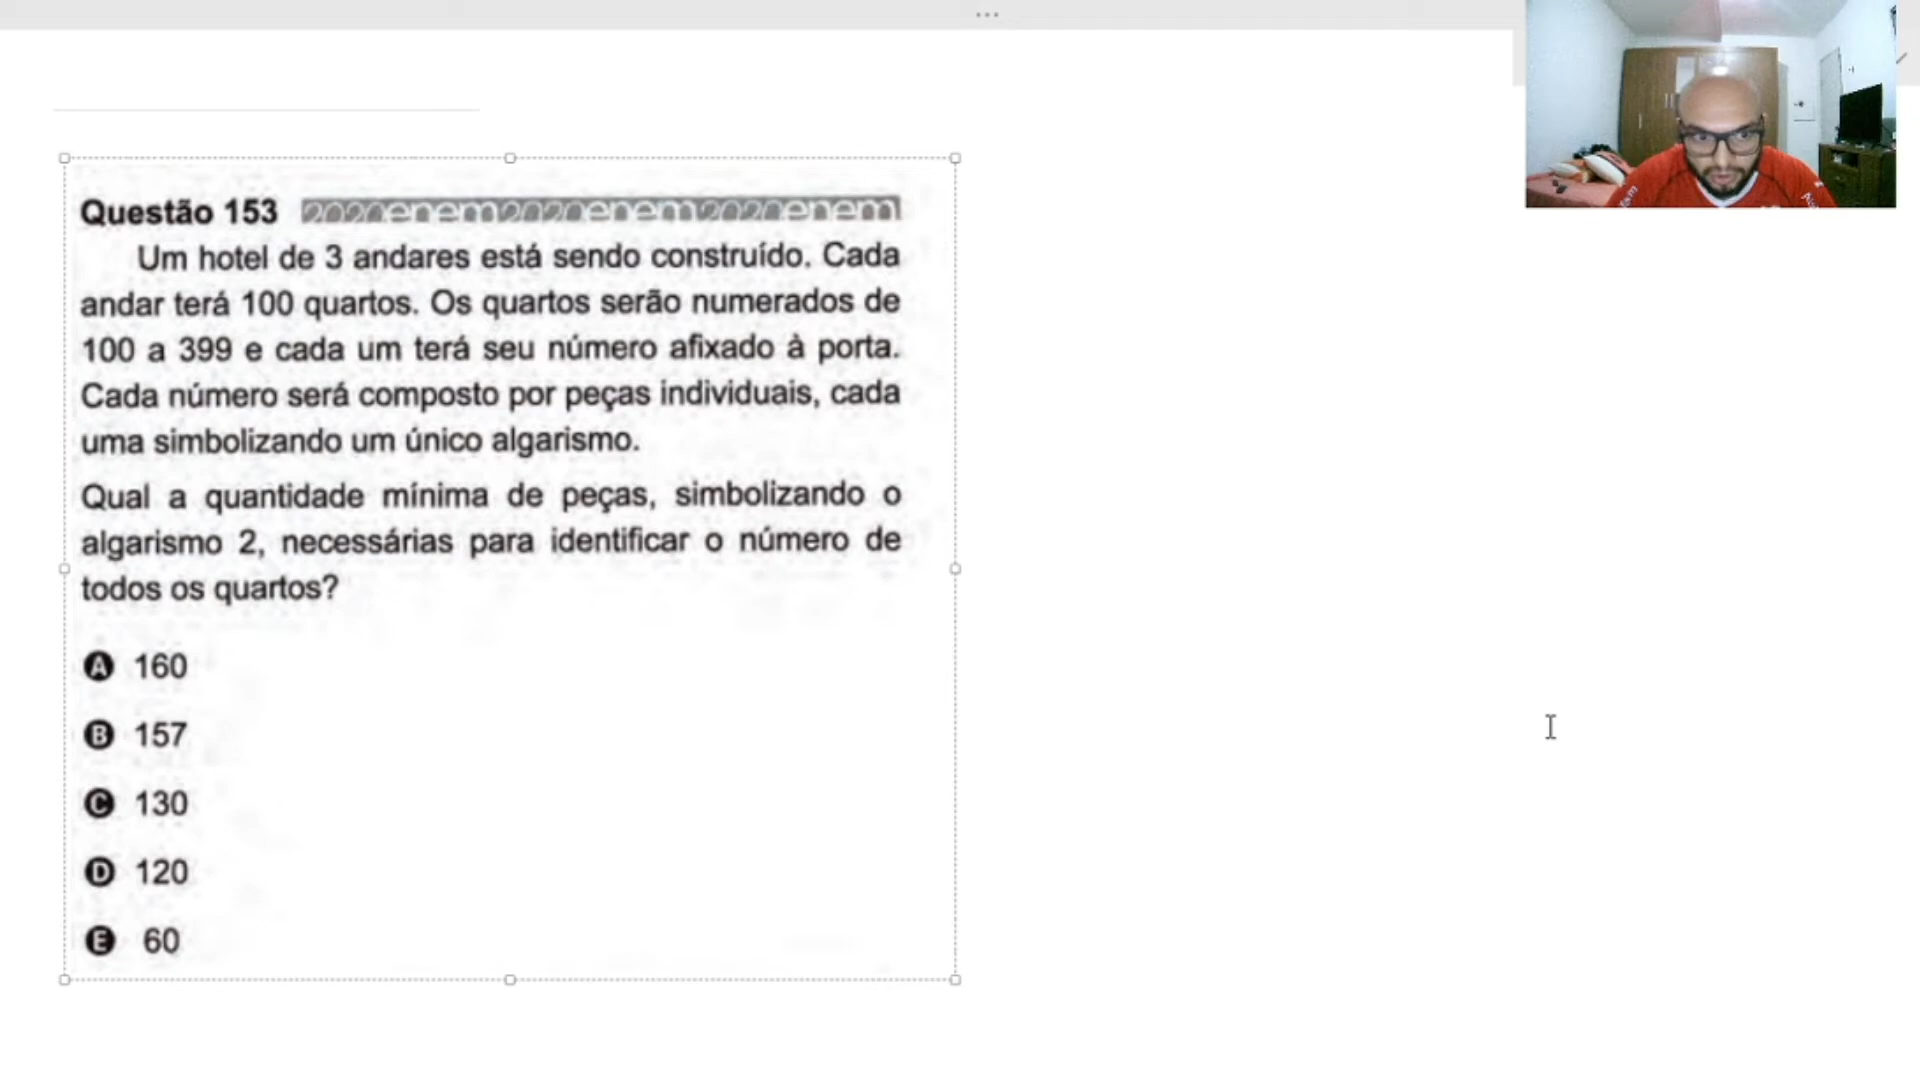 ...
Questão 153 2020enem2020enem2020enem
Um hotel de 3 andares está sendo construído. Cada
andar terá 100 quartos. Os quartos serão numerados de
100 a 399 e cada um terá seu número afixado à porta.
Cada número será composto por peças individuais, cada
uma simbolizando um único algarismo.
Qual a quantidade mínima de peças, simbolizando o
algarismo 2, necessárias para identificar o número de
todos os quartos?
A 160
B 157
C 130
D 120
E 60